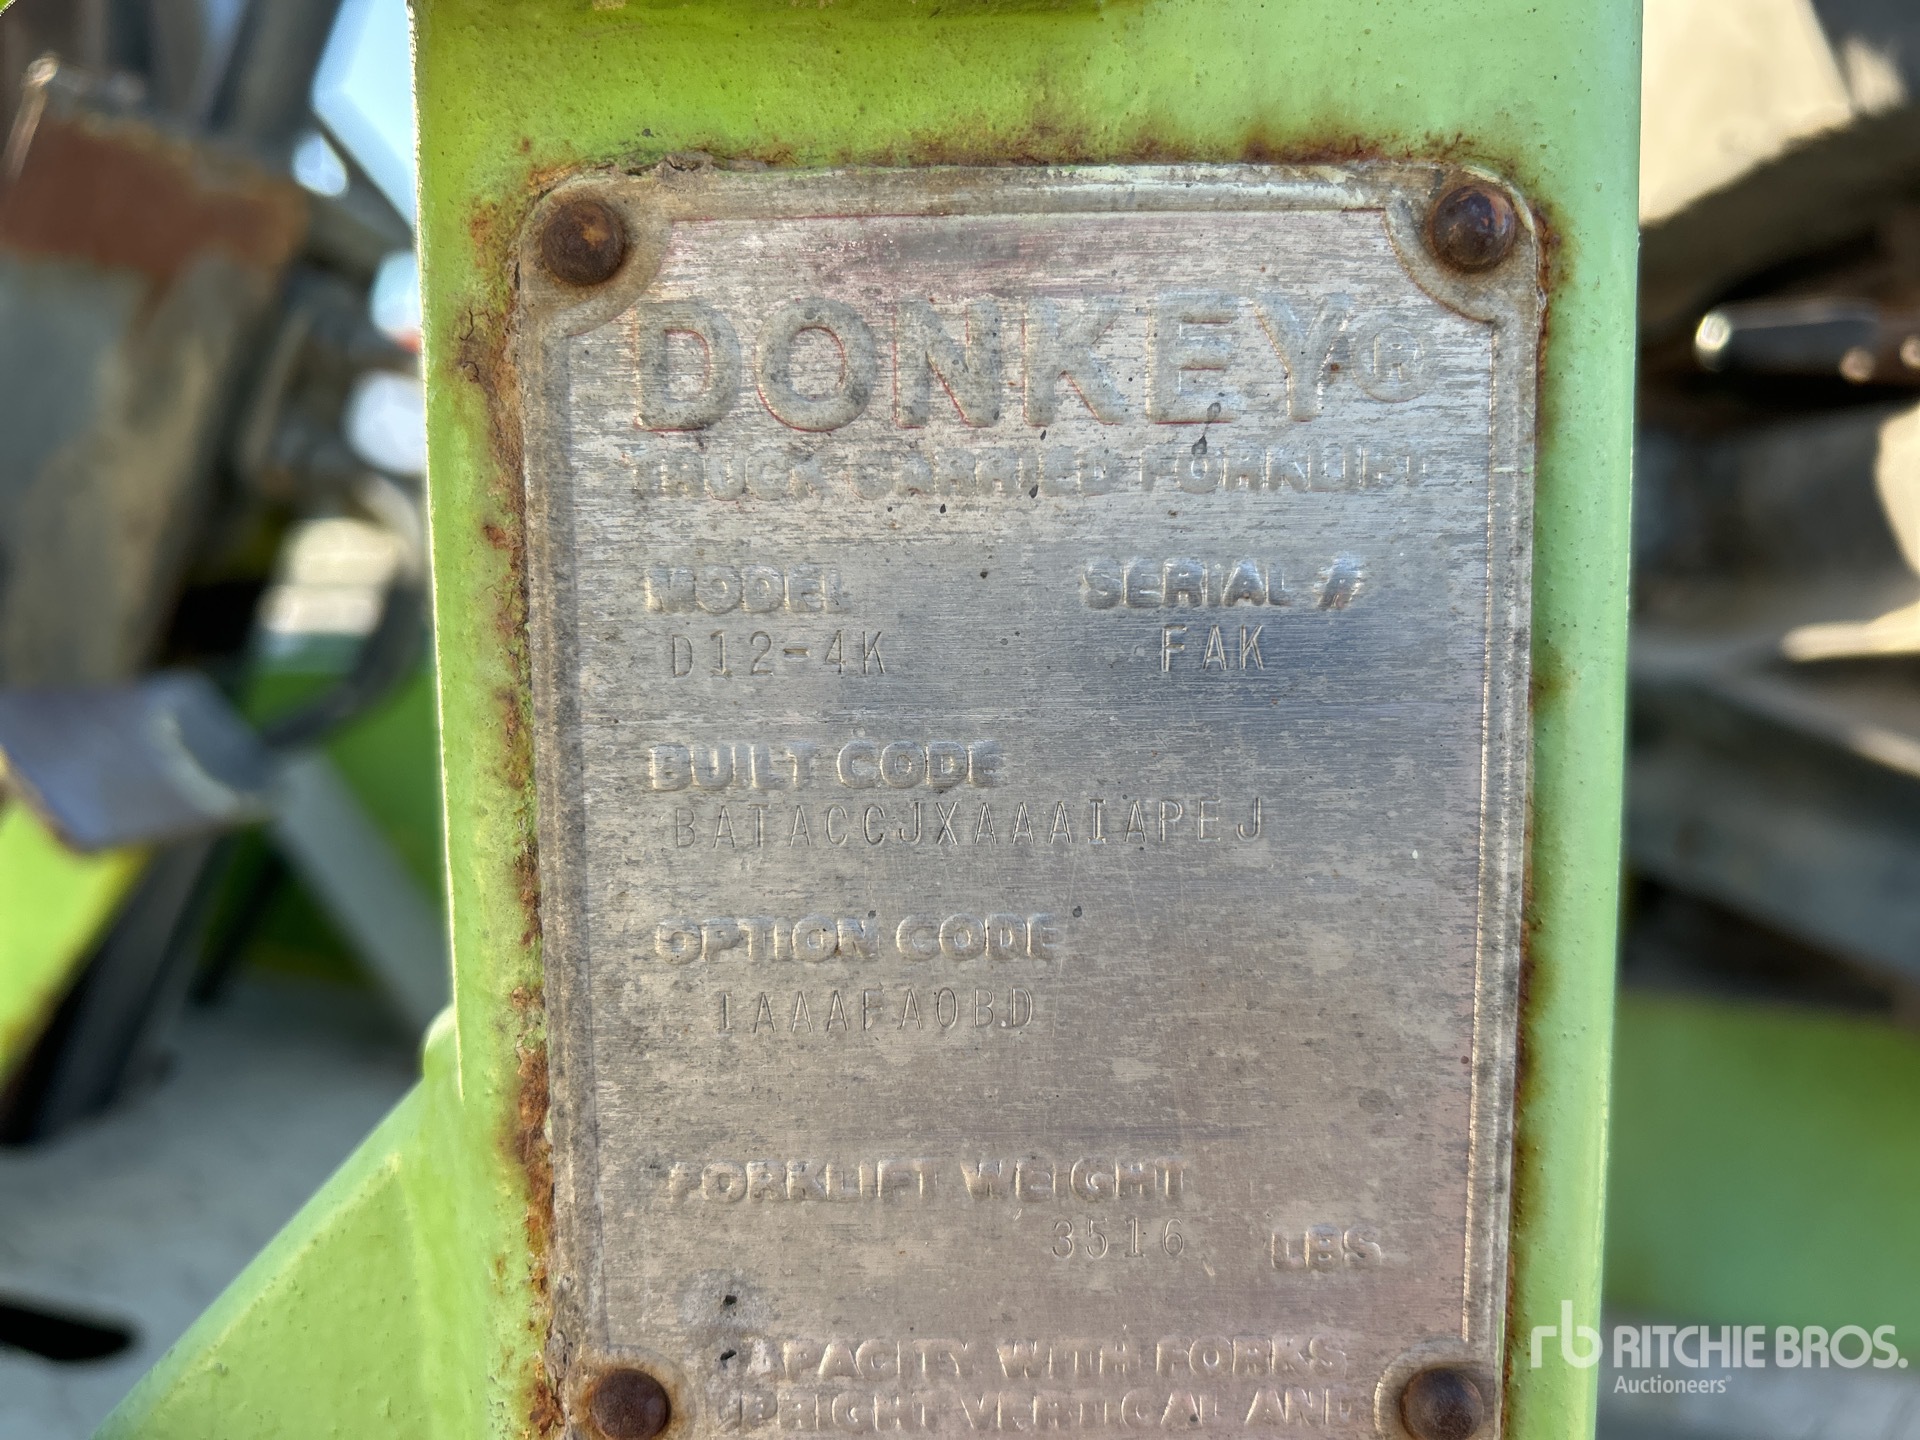 DONKEY®
TRUCK CARRIED FORKLIFT
MODEL SERIAL #
D12-4K FAK
BUILT CODE
BATACCJXAAAIAPEJ
OPTION CODE
1AAAFA0BD
FORKLIFT WEIGHT
3516 LBS
CAPACITY WITH FORKS
UPRIGHT VERTICAL AND
rb RITCHIE BROS.
Auctioneers